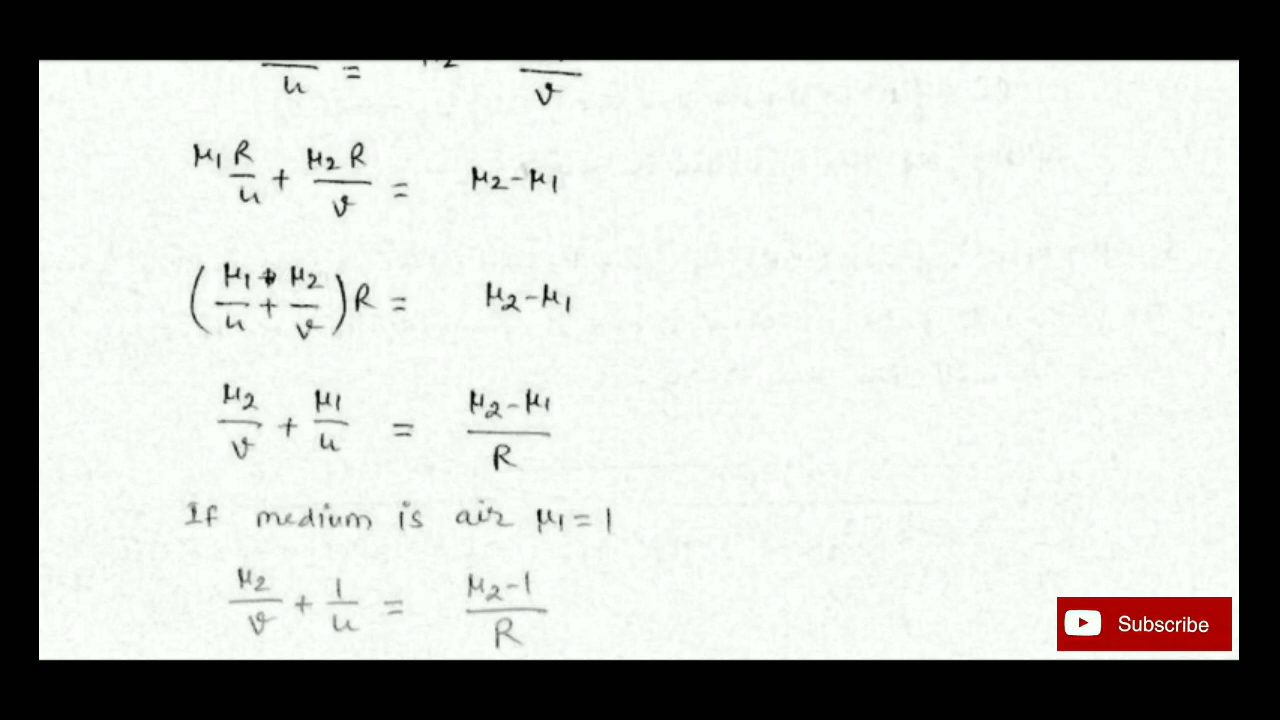 u = v
μ₁ R/u + μ₂ R/v = μ₂ - μ₁
(μ₁/u + μ₂/v) R = μ₂ - μ₁
μ₂/v + μ₁/u = μ₂ - μ₁/R
If medium is air μ₁ = 1
μ₂/v + 1/u = μ₂ - 1/R
Subscribe